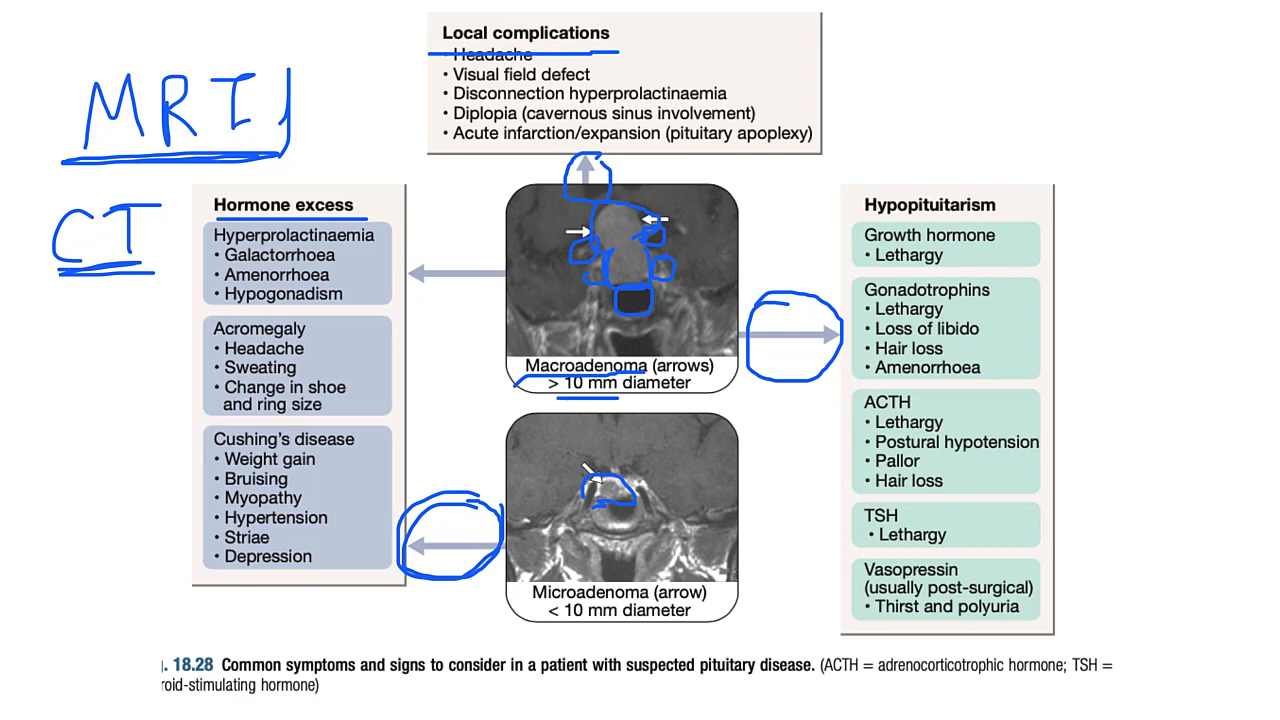 Local complications
• Headache
• Visual field defect
• Disconnection hyperprolactinaemia
• Diplopia (cavernous sinus involvement)
• Acute infarction/expansion (pituitary apoplexy)
MRI
CT
Hormone excess
Hyperprolactinaemia
• Galactorrhoea
• Amenorrhoea
• Hypogonadism
Acromegaly
• Headache
• Sweating
• Change in shoe
and ring size
Cushing's disease
• Weight gain
• Bruising
• Myopathy
• Hypertension
• Striae
• Depression
Macroadenoma (arrows)
> 10 mm diameter
Microadenoma (arrow)
< 10 mm diameter
Hypopituitarism
Growth hormone
• Lethargy
Gonadotrophins
• Lethargy
• Loss of libido
• Hair loss
• Amenorrhoea
ACTH
• Lethargy
• Postural hypotension
• Pallor
• Hair loss
TSH
• Lethargy
Vasopressin
(usually post-surgical)
• Thirst and polyuria
. 18.28 Common symptoms and signs to consider in a patient with suspected pituitary disease. (ACTH = adrenocorticotrophic hormone; TSH =
roid-stimulating hormone)